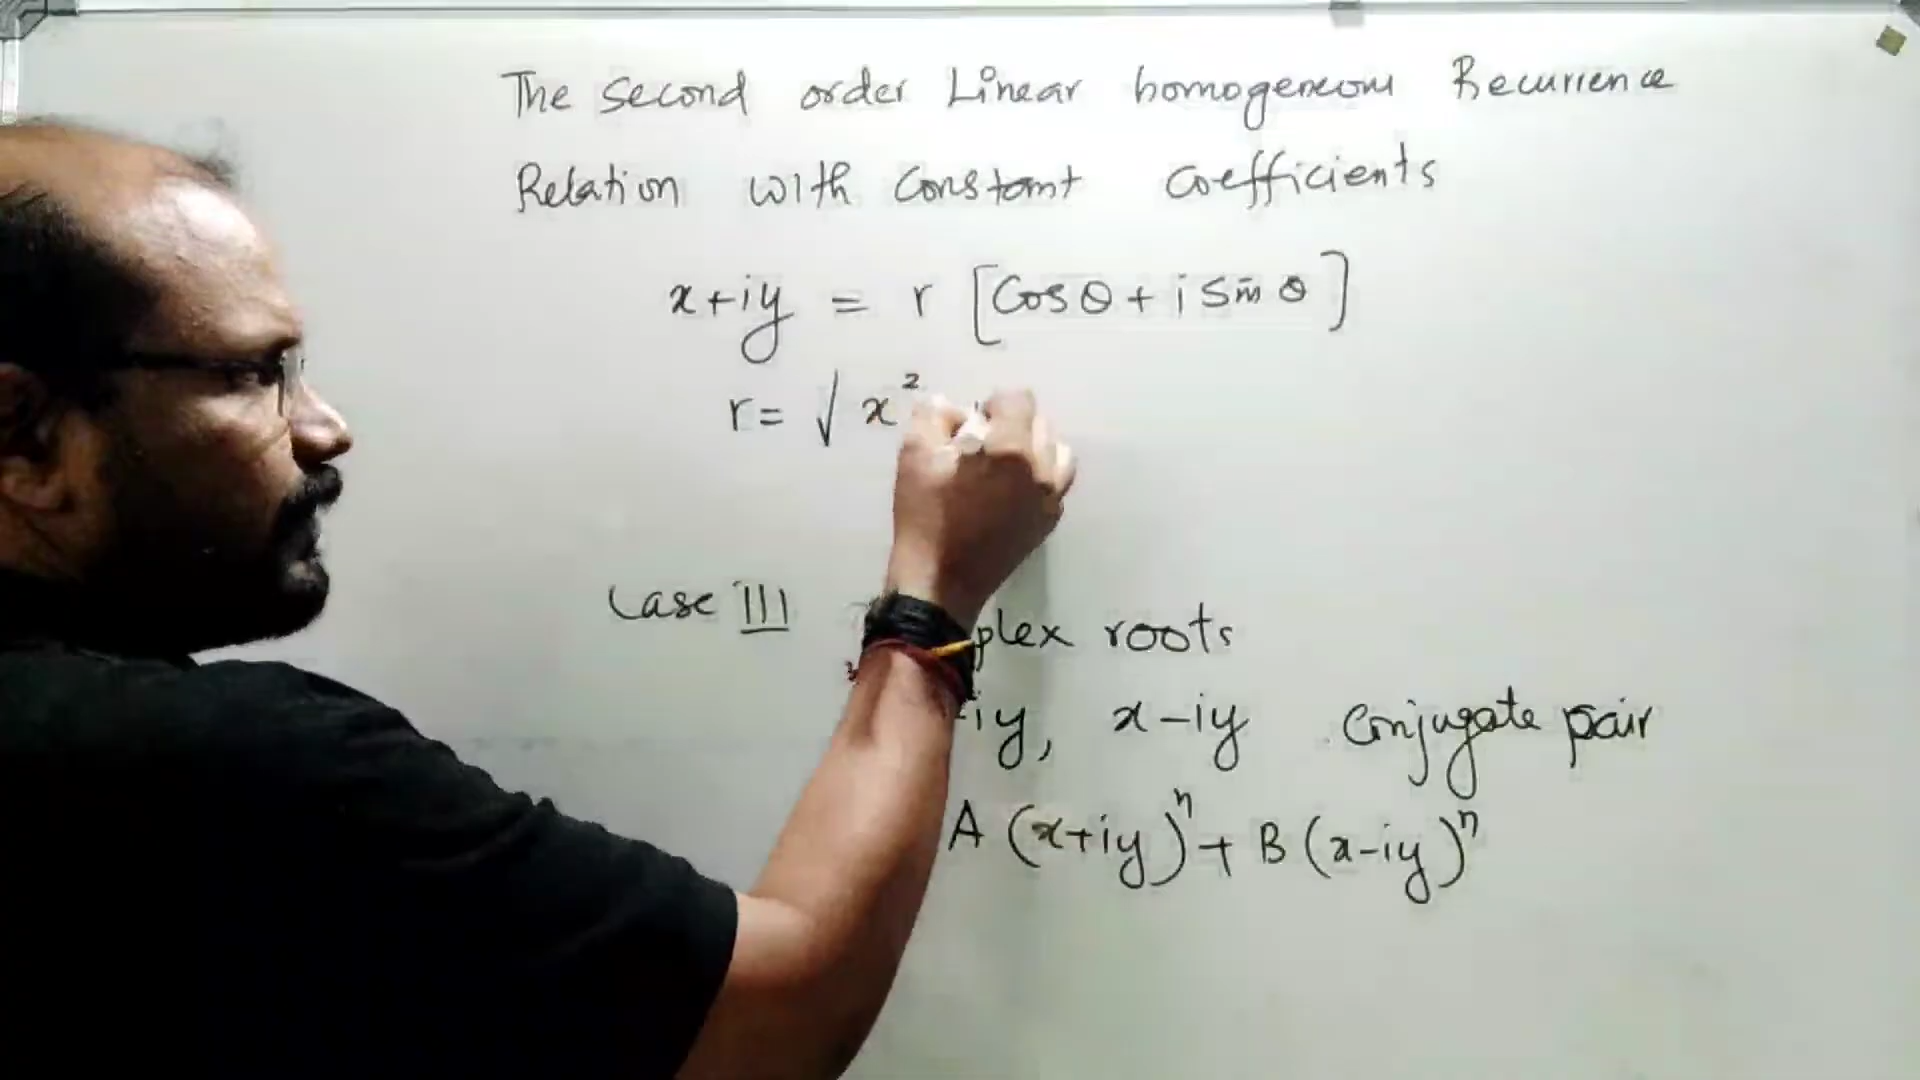 The second order Linear homogeneous Recurrence
Relation with constant coefficients
x+iy = r [Cos θ + i Sin θ]
r = √ x²
Case III plex roots
iy, x-iy Conjugate pair
A (x+iy)ⁿ + B (x-iy)ⁿ